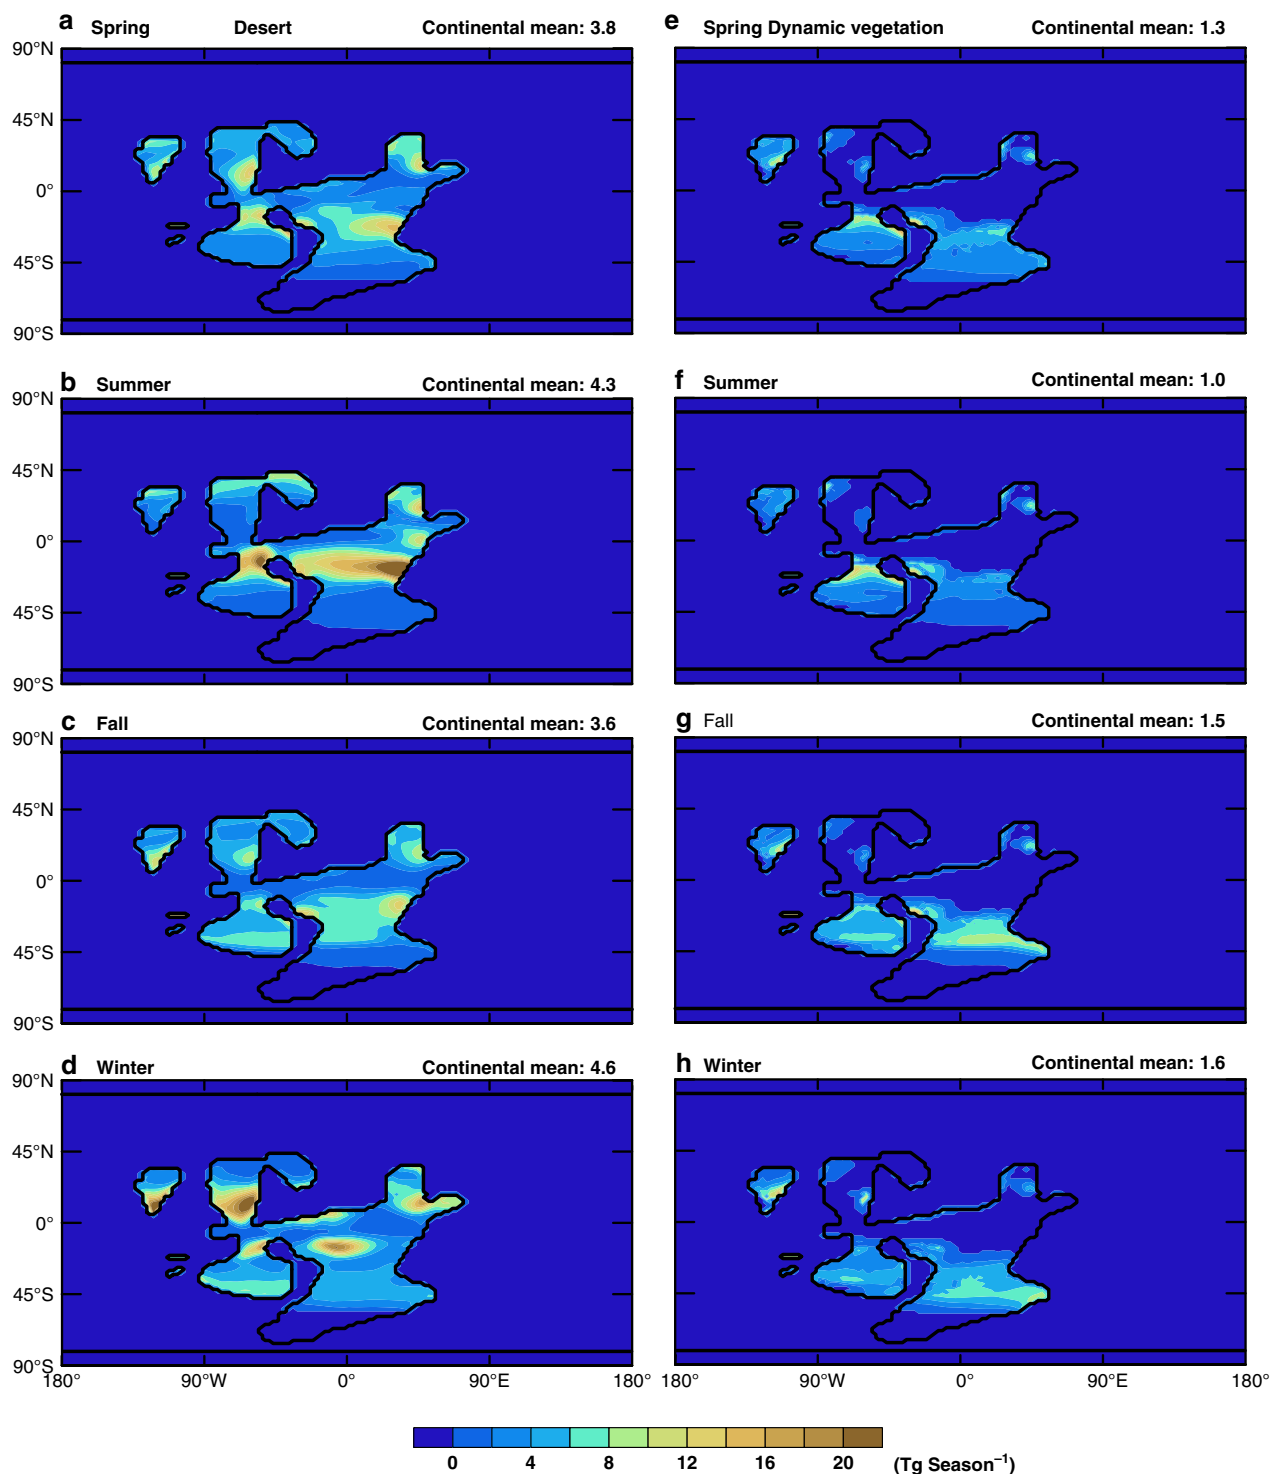 a Spring Desert Continental mean: 3.8
e Spring Dynamic vegetation Continental mean: 1.3
90°N
45°N
0°
45°S
90°S
b Summer Continental mean: 4.3
f Summer Continental mean: 1.0
90°N
45°N
0°
45°S
90°S
c Fall Continental mean: 3.6
g Fall Continental mean: 1.5
90°N
45°N
0°
45°S
90°S
d Winter Continental mean: 4.6
h Winter Continental mean: 1.6
90°N
45°N
0°
45°S
90°S
180° 90°W 0° 90°E 180° 90°W 0° 90°E 180°
0 4 8 12 16 20 (Tg Season⁻¹)